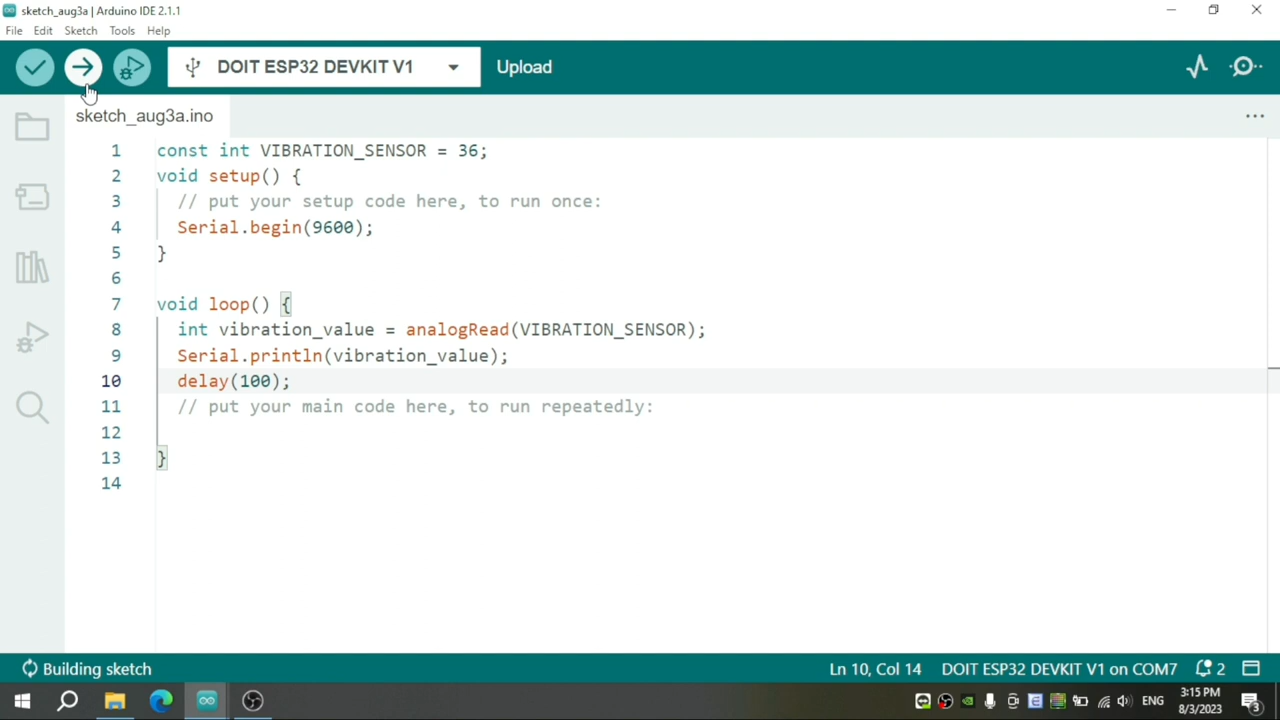 sketch_aug3a | Arduino IDE 2.1.1
File Edit Sketch Tools Help
DOIT ESP32 DEVKIT V1 Upload
sketch_aug3a.ino
1 const int VIBRATION_SENSOR = 36;
2 void setup() {
3 // put your setup code here, to run once:
4 Serial.begin(9600);
5 }
6
7 void loop() {
8 int vibration_value = analogRead(VIBRATION_SENSOR);
9 Serial.println(vibration_value);
10 delay(100);
11 // put your main code here, to run repeatedly:
12
13 }
14
Building sketch Ln 10, Col 14 DOIT ESP32 DEVKIT V1 on COM7 2
ENG 3:15 PM
8/3/2023 3